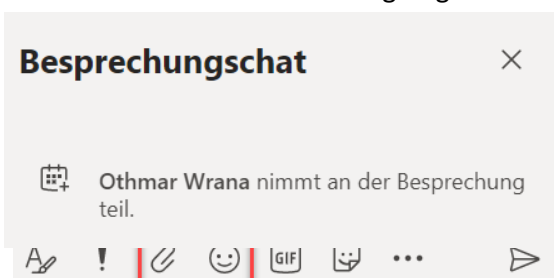 Besprechungschat
Othmar Wrana nimmt an der Besprechung
teil.
GIF